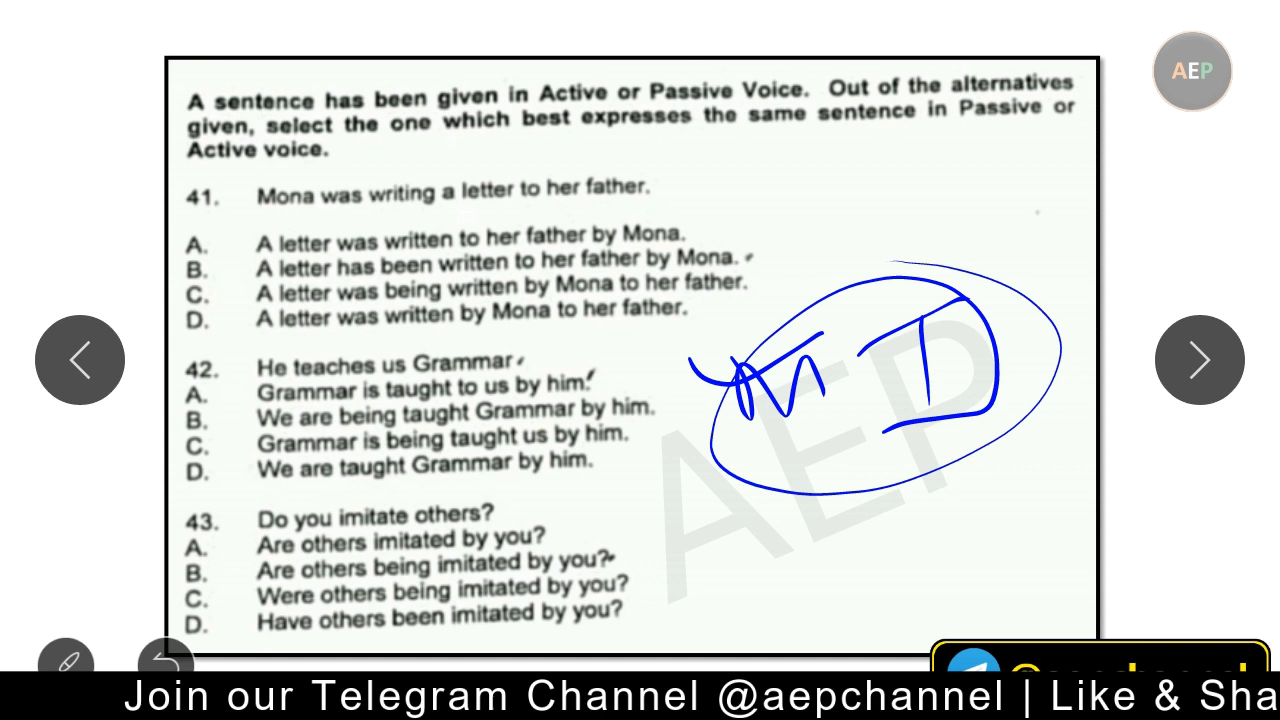 AEP
A sentence has been given in Active or Passive Voice. Out of the alternatives
given, select the one which best expresses the same sentence in Passive or
Active voice.
41. Mona was writing a letter to her father.
A. A letter was written to her father by Mona.
B. A letter has been written to her father by Mona.
C. A letter was being written by Mona to her father.
D. A letter was written by Mona to her father.
42. He teaches us Grammar
A. Grammar is taught to us by him.
B. We are being taught Grammar by him.
C. Grammar is being taught us by him.
D. We are taught Grammar by him.
43. Do you imitate others?
A. Are others imitated by you?
B. Are others being imitated by you?
C. Were others being imitated by you?
D. Have others been imitated by you?
AEP
Join our Telegram Channel @aepchannel | Like & Sha